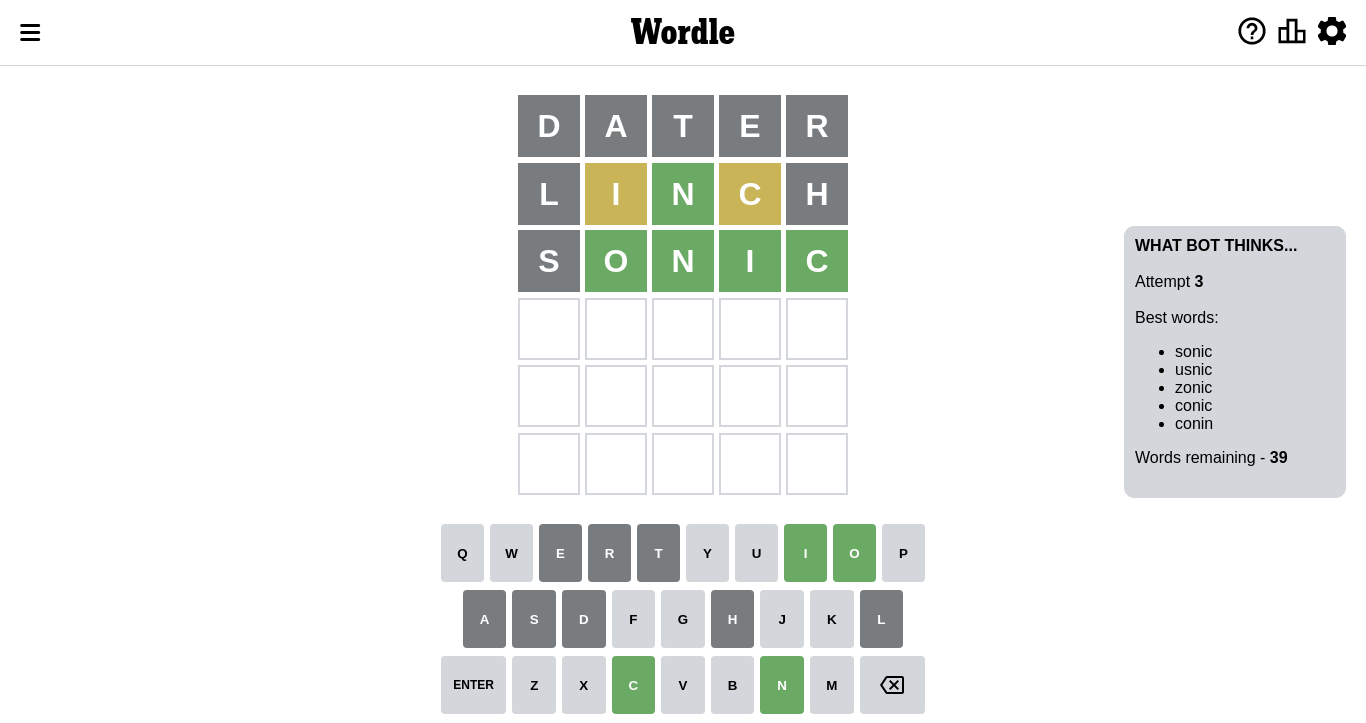 Wordle
D A T E R
L I N C H
S O N I C
WHAT BOT THINKS...
Attempt 3
Best words:
sonic
usnic
zonic
conic
conin
Words remaining - 39
Q W E R T Y U I O P
A S D F G H J K L
ENTER Z X C V B N M